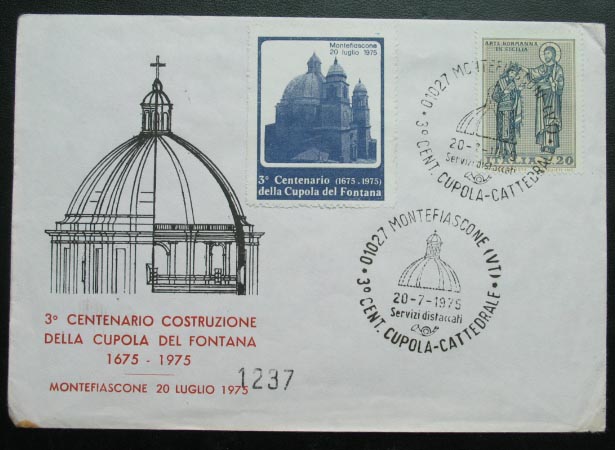 Montefiascone
20 luglio 1975
3° Centenario (1675-1975)
della Cupola del Fontana
ARTE NORMANNA
IN SICILIA
ITALIA 20
01027 MONTEFIASCONE
20-7-1975
Servizi distaccati
3° CENT. CUPOLA-CATTEDRALE
01027 MONTEFIASCONE (VT)
20-7-1975
Servizi distaccati
3° CENT. CUPOLA-CATTEDRALE
3° CENTENARIO COSTRUZIONE
DELLA CUPOLA DEL FONTANA
1675 - 1975
MONTEFIASCONE 20 LUGLIO 1975
1237